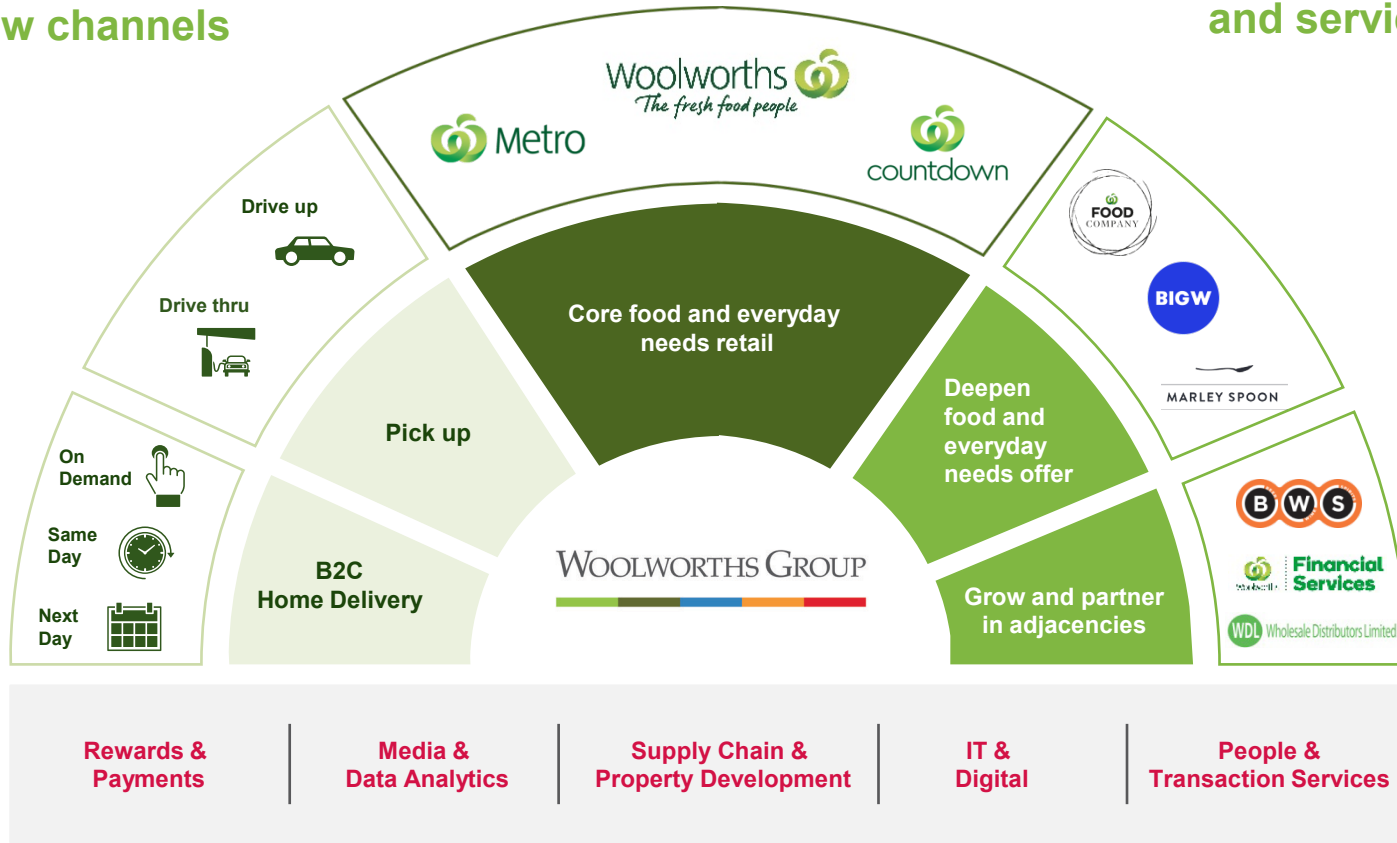 w channels
and servic
Woolworths
The fresh food people
Metro
countdown
Drive up
Drive thru
On
Demand
Same
Day
Next
Day
Pick up
B2C
Home Delivery
Core food and everyday
needs retail
Deepen
food and
everyday
needs offer
Grow and partner
in adjacencies
FOOD
COMPANY
BIGW
MARLEY SPOON
BWS
Woolworths
Financial
Services
WDL Wholesale Distributors Limited
WOOLWORTHS GROUP
Rewards &
Payments
Media &
Data Analytics
Supply Chain &
Property Development
IT &
Digital
People &
Transaction Services